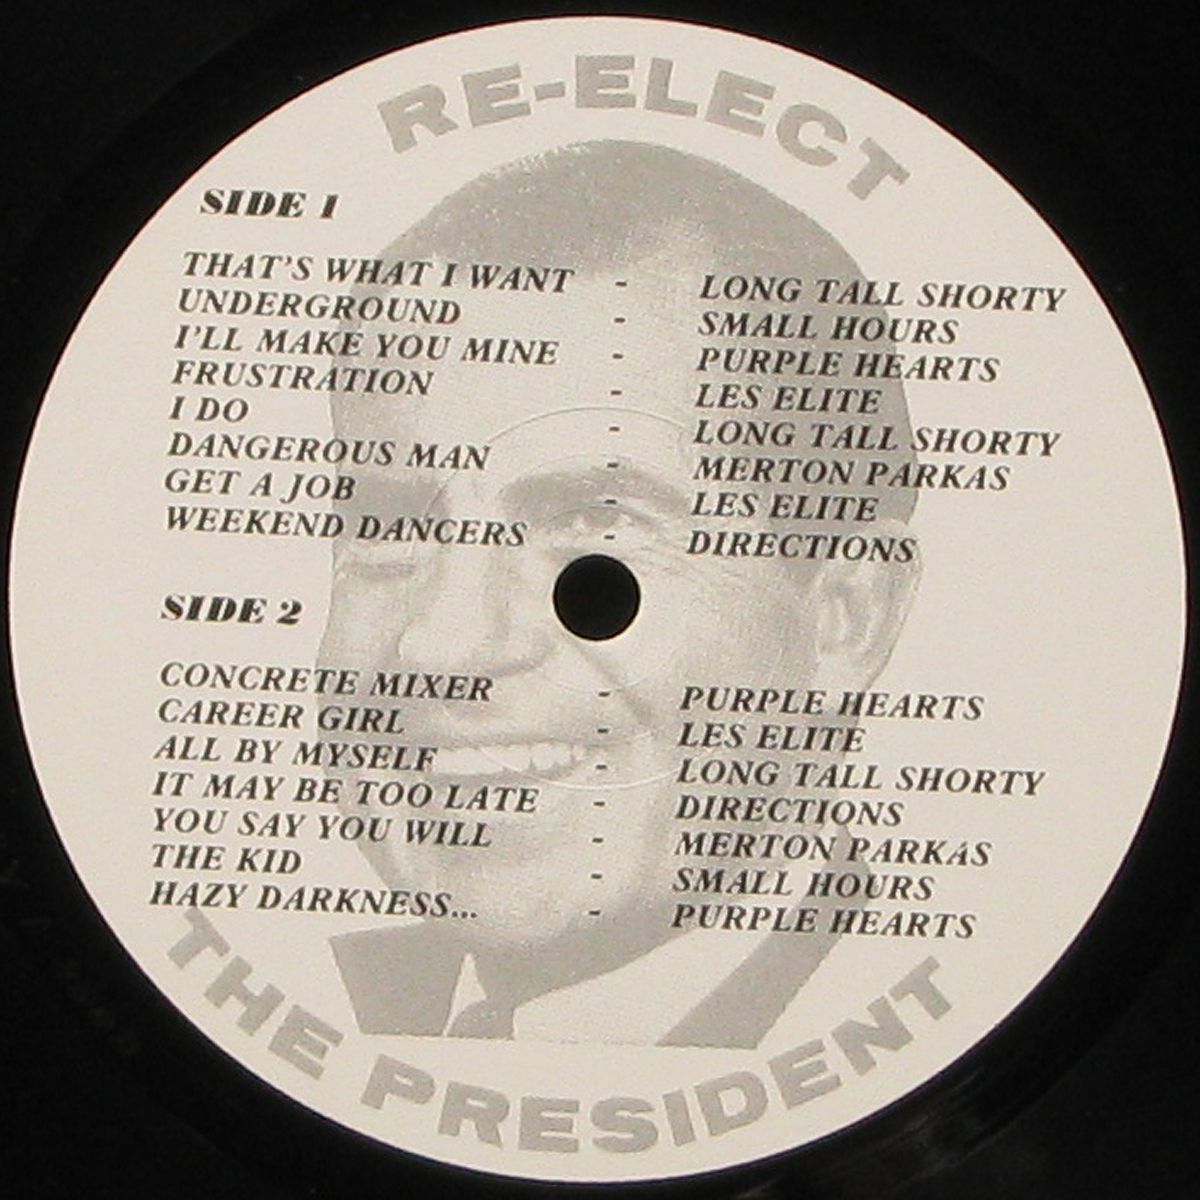 RE-ELECT
SIDE 1
THAT'S WHAT I WANT - LONG TALL SHORTY
UNDERGROUND - SMALL HOURS
I'LL MAKE YOU MINE - PURPLE HEARTS
FRUSTRATION - LES ELITE
I DO - LONG TALL SHORTY
DANGEROUS MAN - MERTON PARKAS
GET A JOB - LES ELITE
WEEKEND DANCERS - DIRECTIONS
SIDE 2
CONCRETE MIXER - PURPLE HEARTS
CAREER GIRL - LES ELITE
ALL BY MYSELF - LONG TALL SHORTY
IT MAY BE TOO LATE - DIRECTIONS
YOU SAY YOU WILL - MERTON PARKAS
THE KID - SMALL HOURS
HAZY DARKNESS... - PURPLE HEARTS
THE PRESIDENT